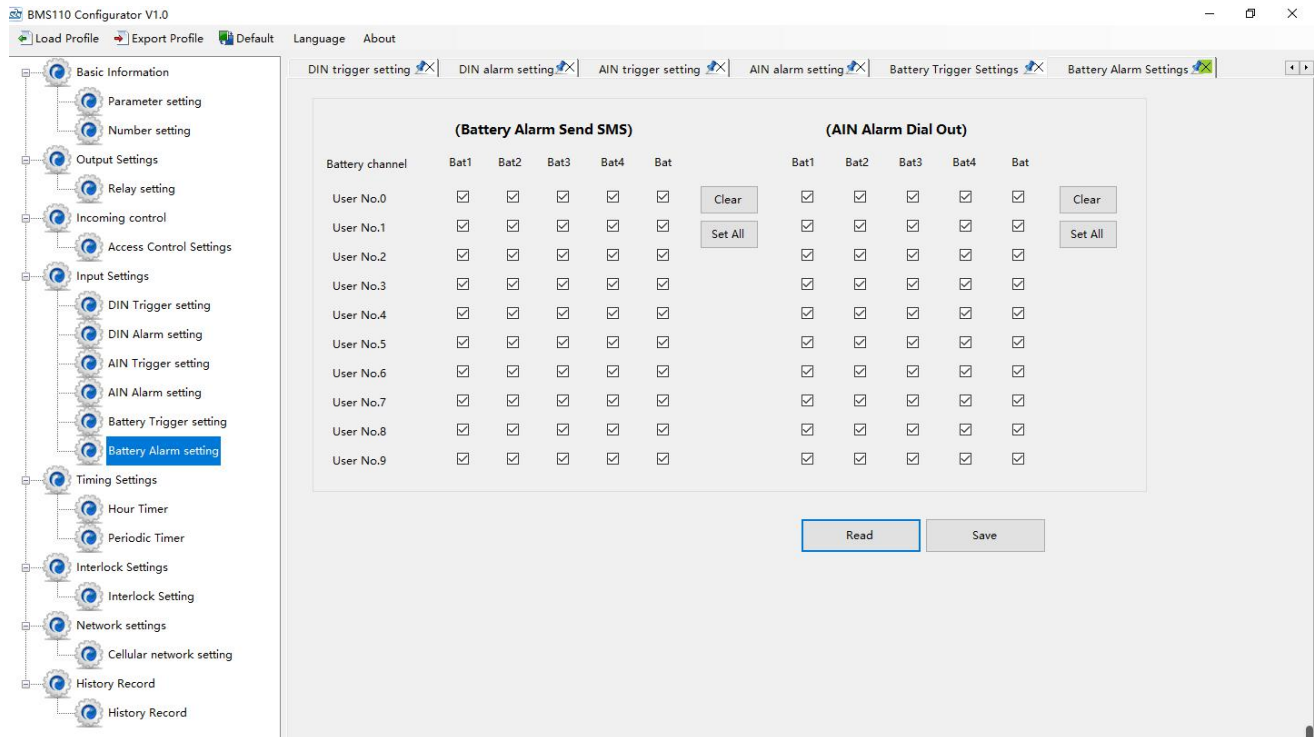 BMS110 Configurator V1.0
Load Profile Export Profile Default Language About
Basic Information
Parameter setting
Number setting
Output Settings
Relay setting
Incoming control
Access Control Settings
Input Settings
DIN Trigger setting
DIN Alarm setting
AIN Trigger setting
AIN Alarm setting
Battery Trigger setting
Battery Alarm setting
Timing Settings
Hour Timer
Periodic Timer
Interlock Settings
Interlock Setting
Network settings
Cellular network setting
History Record
History Record
DIN trigger setting DIN alarm setting AIN trigger setting AIN alarm setting Battery Trigger Settings Battery Alarm Settings
(Battery Alarm Send SMS) (AIN Alarm Dial Out)
Battery channel Bat1 Bat2 Bat3 Bat4 Bat Bat1 Bat2 Bat3 Bat4 Bat
User No.0 Clear Clear
User No.1 Set All Set All
User No.2
User No.3
User No.4
User No.5
User No.6
User No.7
User No.8
User No.9
Read Save